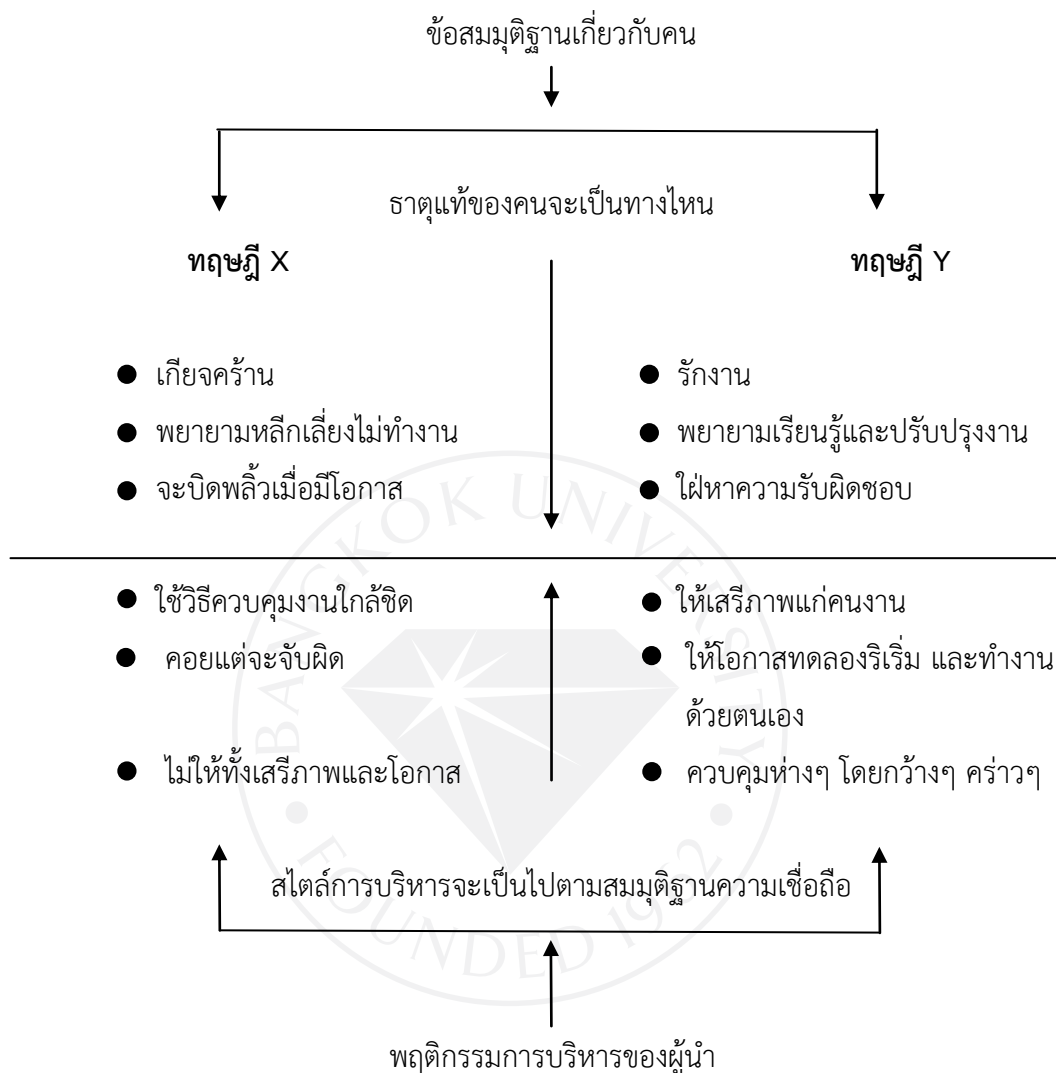 ข้อสมมุติฐานเกี่ยวกับคน
ธาตุแท้ของคนจะเป็นทางไหน
ทฤษฎี X
ทฤษฎี Y
● เกียจคร้าน
● พยายามหลีกเลี่ยงไม่ทำงาน
● จะบิดพลิ้วเมื่อมีโอกาส
● รักงาน
● พยายามเรียนรู้และปรับปรุงงาน
● ใฝ่หาความรับผิดชอบ
● ใช้วิธีควบคุมงานใกล้ชิด
● คอยแต่จะจับผิด
● ไม่ให้ทั้งเสรีภาพและโอกาส
● ให้เสรีภาพแก่คนงาน
● ให้โอกาสทดลองริเริ่ม และทำงาน
ด้วยตนเอง
● ควบคุมห่างๆ โดยกว้างๆ คร่าวๆ
สไตล์การบริหารจะเป็นไปตามสมมุติฐานความเชื่อถือ
พฤติกรรมการบริหารของผู้นำ
BANGKOK UNIVERSITY
FOUNDED 1962